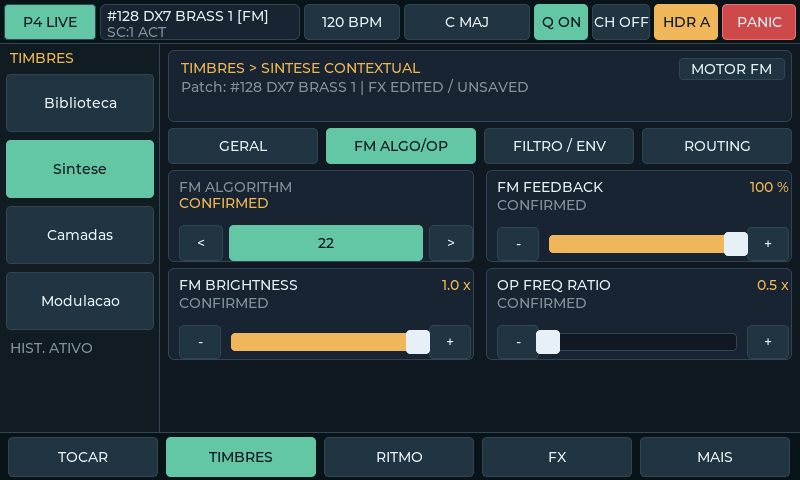 P4 LIVE
#128 DX7 BRASS 1 [FM]
SC:1 ACT
120 BPM
C MAJ
Q ON
CH OFF
HDR A
PANIC
TIMBRES
Biblioteca
Sintese
Camadas
Modulacao
HIST. ATIVO
TIMBRES > SINTESE CONTEXTUAL
MOTOR FM
Patch: #128 DX7 BRASS 1 | FX EDITED / UNSAVED
GERAL
FM ALGO/OP
FILTRO / ENV
ROUTING
FM ALGORITHM
CONFIRMED
<
22
>
FM FEEDBACK
100 %
CONFIRMED
-
+
FM BRIGHTNESS
1.0 x
CONFIRMED
-
+
OP FREQ RATIO
0.5 x
CONFIRMED
-
+
TOCAR
TIMBRES
RITMO
FX
MAIS